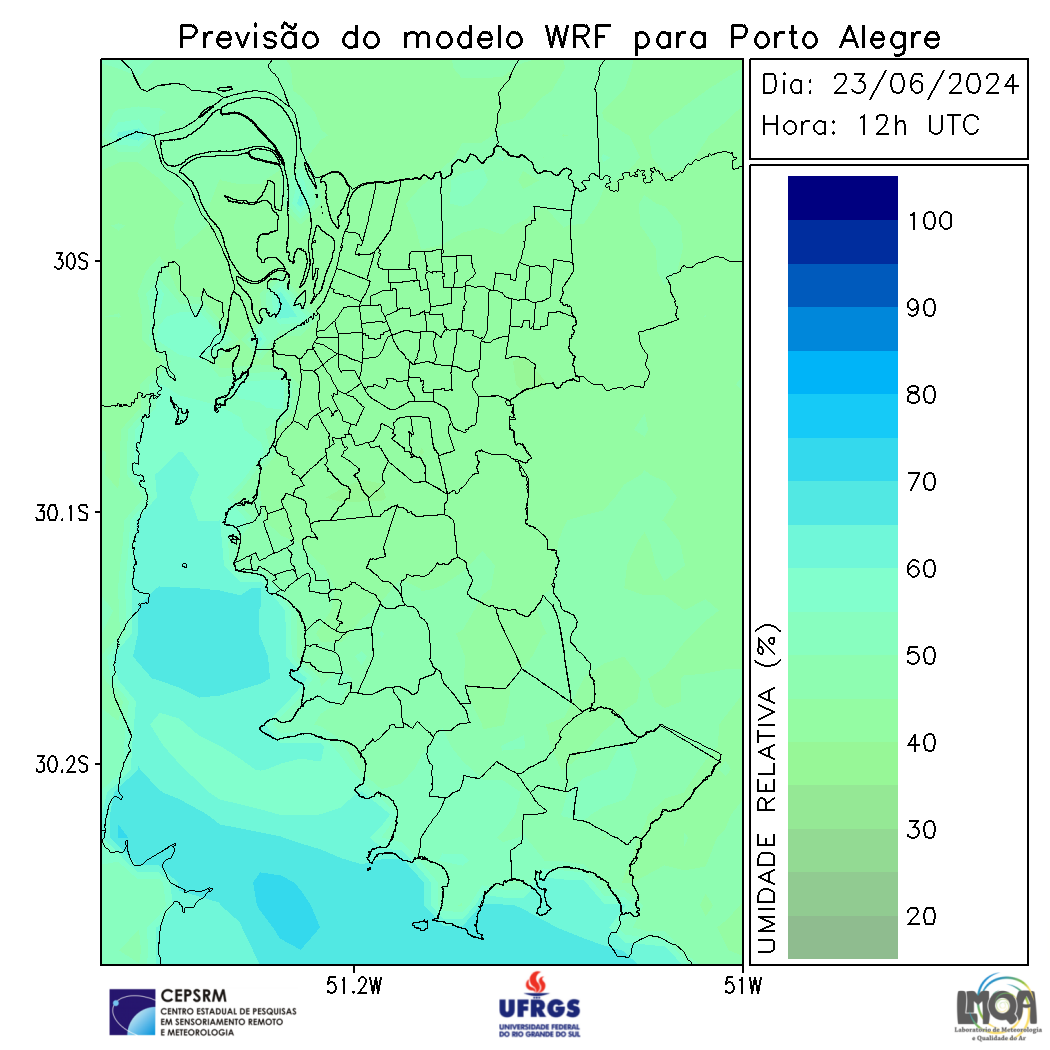 Previsão do modelo WRF para Porto Alegre
Dia: 23/06/2024
Hora: 12h UTC
30S
30.1S
30.2S
51.2W
51W
100
90
80
70
60
50
40
30
20
UMIDADE RELATIVA (%)
CEPSRM
CENTRO ESTADUAL DE PESQUISAS
EM SENSORIAMENTO REMOTO
E METEOROLOGIA
UFRGS
UNIVERSIDADE FEDERAL
DO RIO GRANDE DO SUL
LMQA
Laboratório de Meteorologia
e Qualidade do Ar